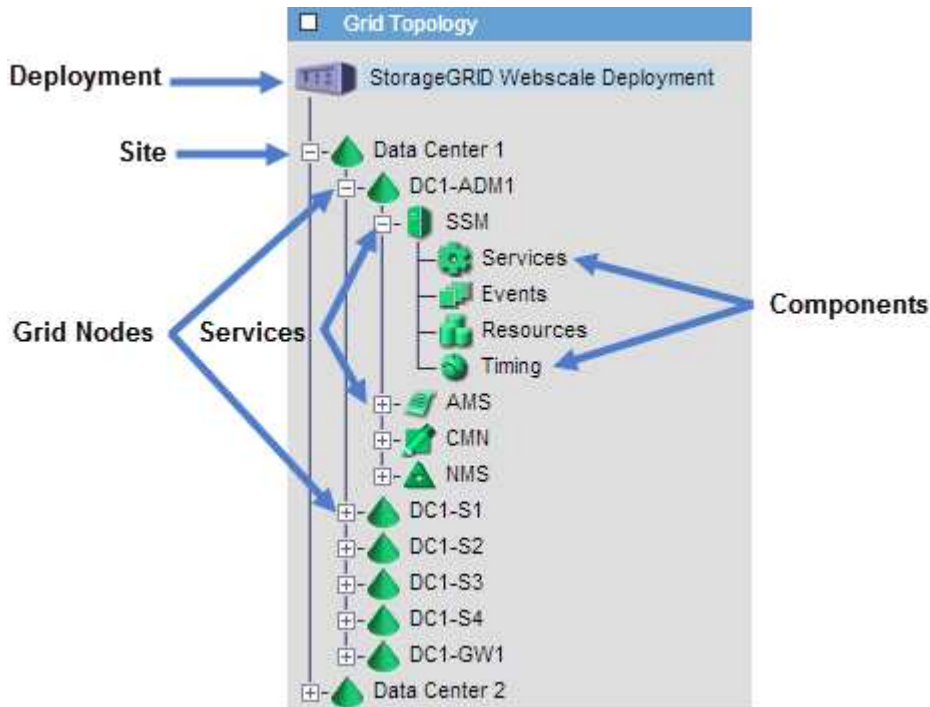 Grid Topology
Deployment
StorageGRID Webscale Deployment
Site
Data Center 1
DC1-ADM1
SSM
Services
Events
Components
Grid Nodes
Services
Resources
Timing
AMS
CMN
NMS
DC1-S1
DC1-S2
DC1-S3
DC1-S4
DC1-GW1
Data Center 2